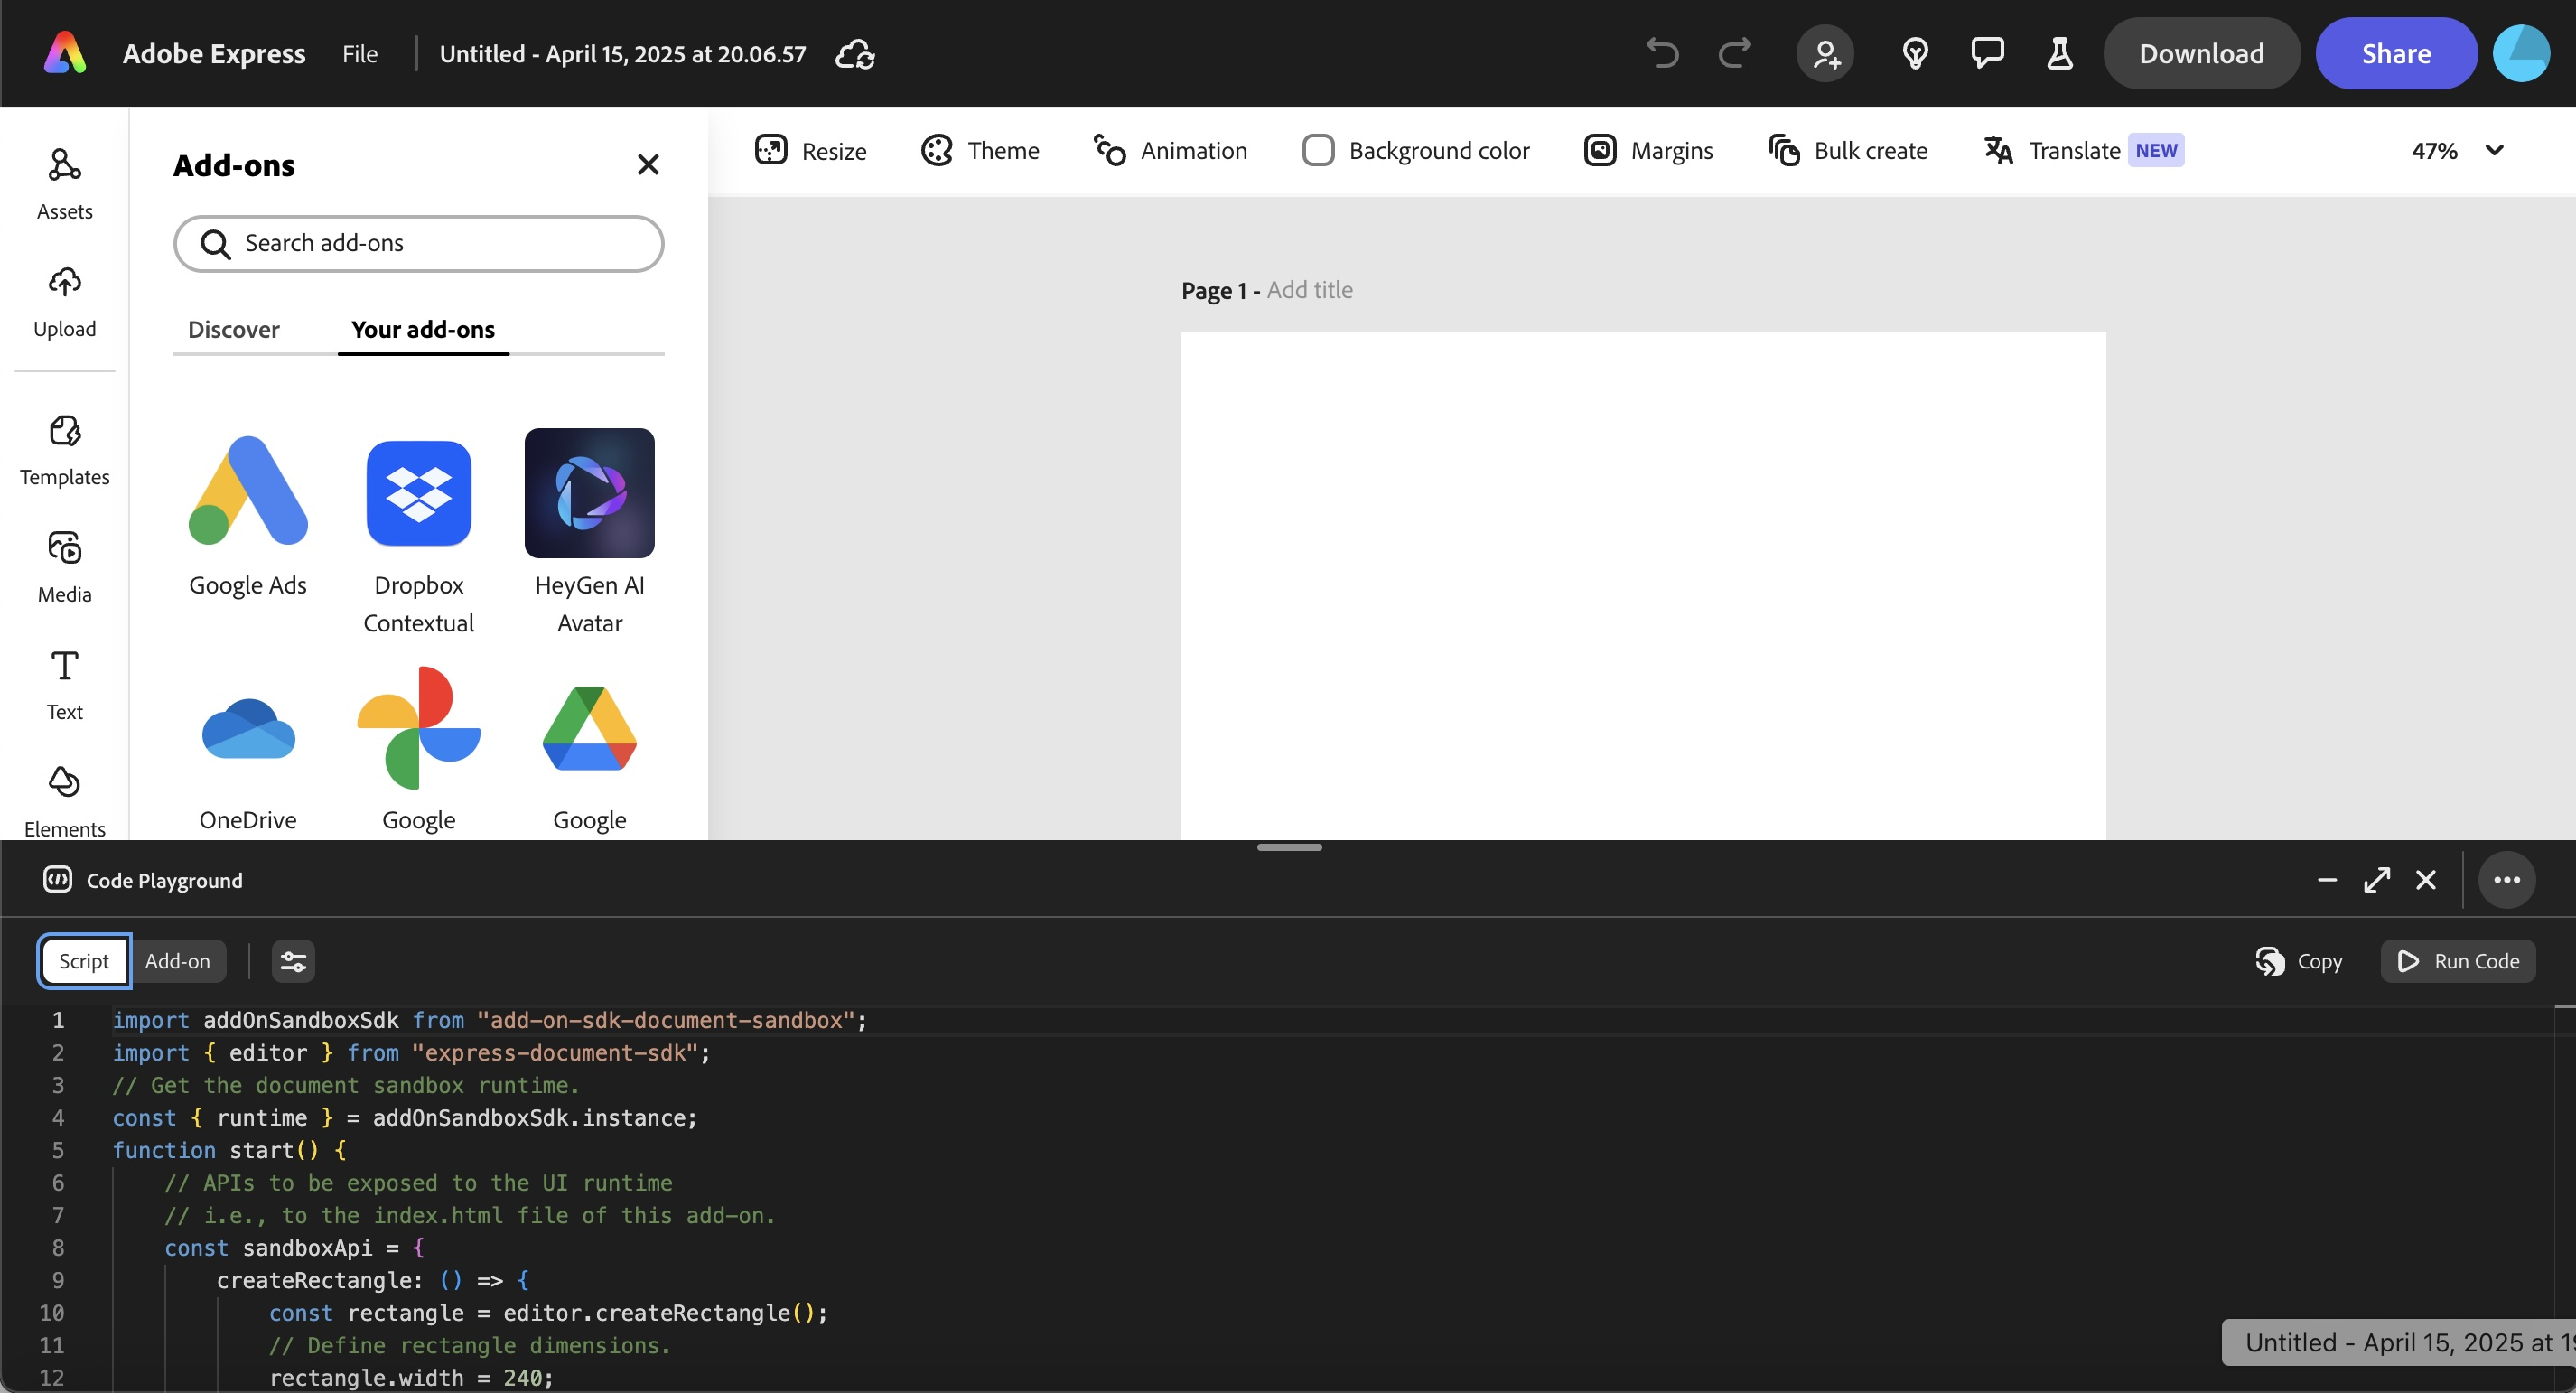 Adobe Express File Untitled - April 15, 2025 at 20.06.57 Download Share
Resize Theme Animation Background color Margins Bulk create Translate NEW 47%
Assets
Upload
Templates
Media
Text
Elements
Add-ons
Search add-ons
Discover Your add-ons
Google Ads
Dropbox
Contextual
HeyGen AI
Avatar
OneDrive
Google
Google
Page 1 - Add title
Code Playground
Script Add-on Copy Run Code
1 import addOnSandboxSdk from "add-on-sdk-document-sandbox";
2 import { editor } from "express-document-sdk";
3 // Get the document sandbox runtime.
4 const { runtime } = addOnSandboxSdk.instance;
5 function start() {
6 // APIs to be exposed to the UI runtime
7 // i.e., to the index.html file of this add-on.
8 const sandboxApi = {
9 createRectangle: () => {
10 const rectangle = editor.createRectangle();
11 // Define rectangle dimensions.
12 rectangle.width = 240;
Untitled - April 15, 2025 at